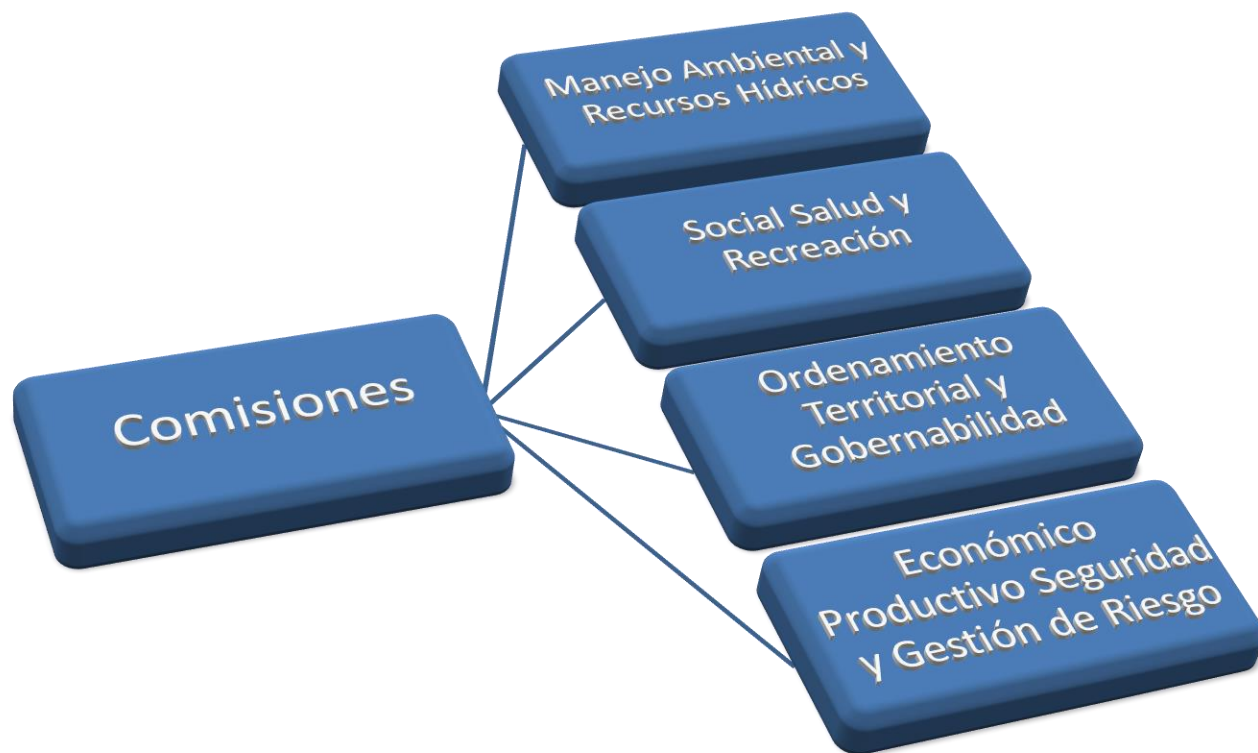 Manejo Ambiental y
Recursos Hídricos
Social Salud y
Recreación
Comisiones
Ordenamiento
Territorial y
Gobernabilidad
Económico
Productivo Seguridad
y Gestión de Riesgo